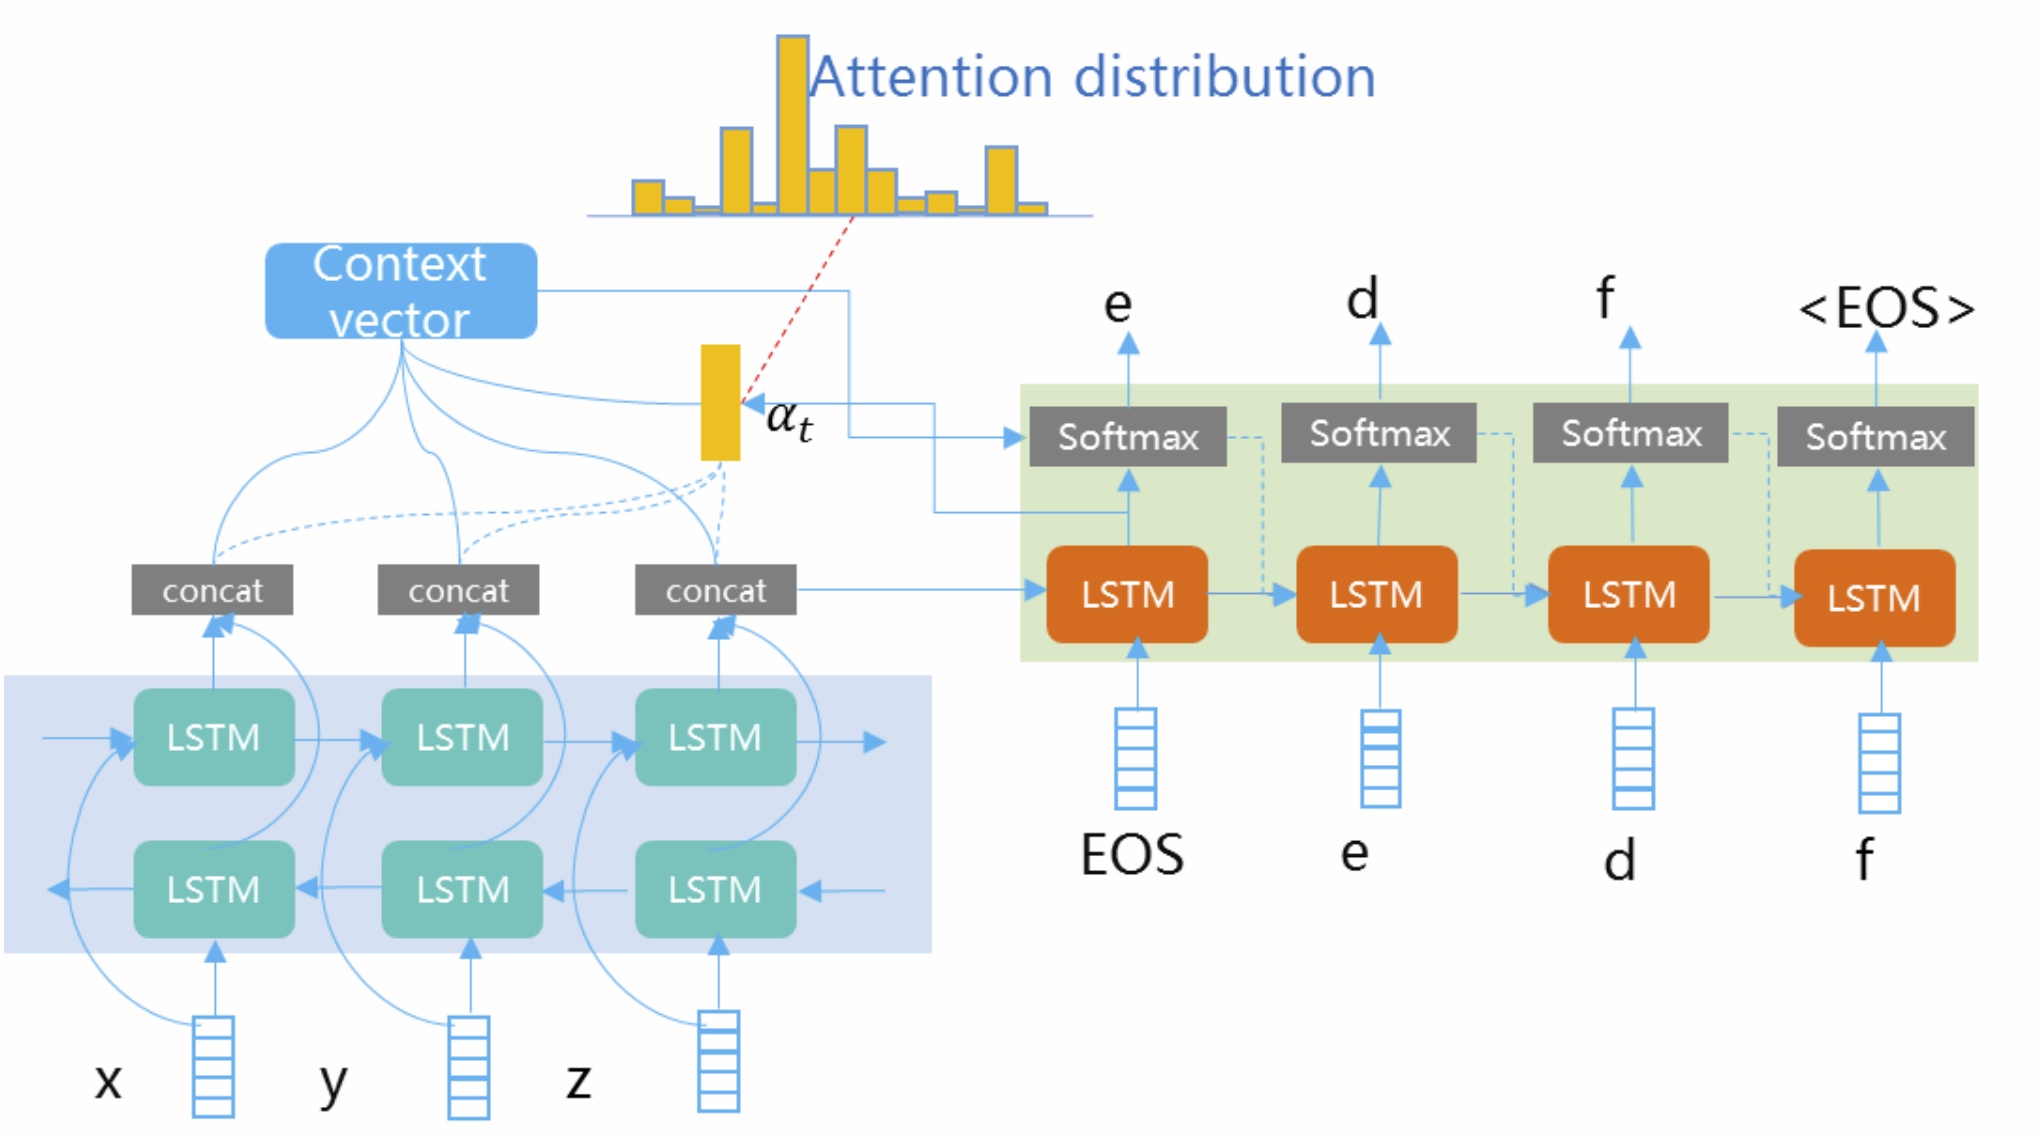 Attention distribution
Context
vector
αt
e d f <EOS>
Softmax Softmax Softmax Softmax
concat concat concat
LSTM LSTM LSTM LSTM
LSTM LSTM LSTM
LSTM LSTM LSTM
EOS e d f
x y z